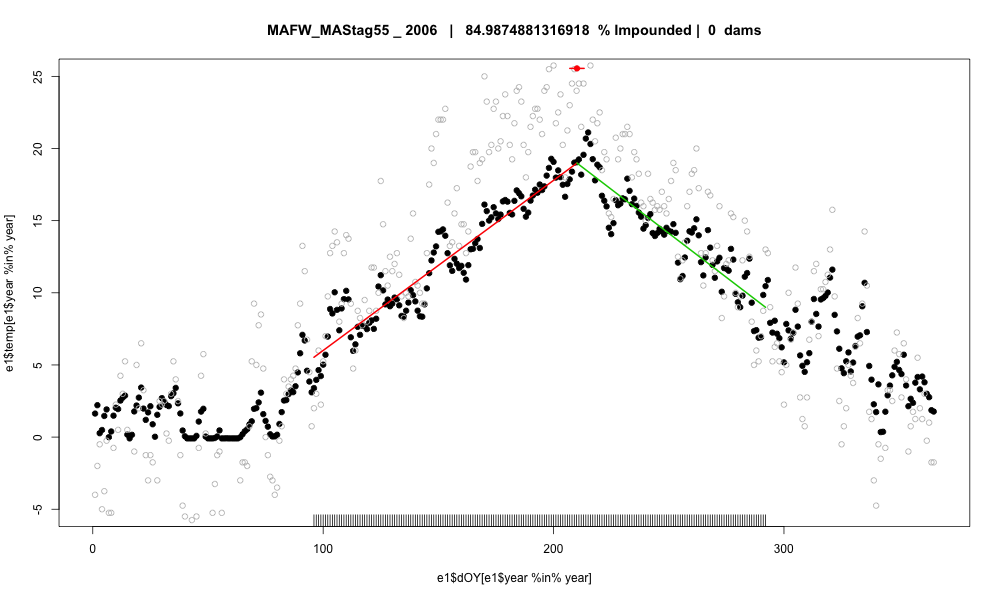 MAFW_MAStag55 _ 2006 | 84.9874881316918 % Impounded | 0 dams
e1$temp[e1$year %in% year]
25
20
15
10
5
0
-5
0 100 200 300
e1$dOY[e1$year %in% year]